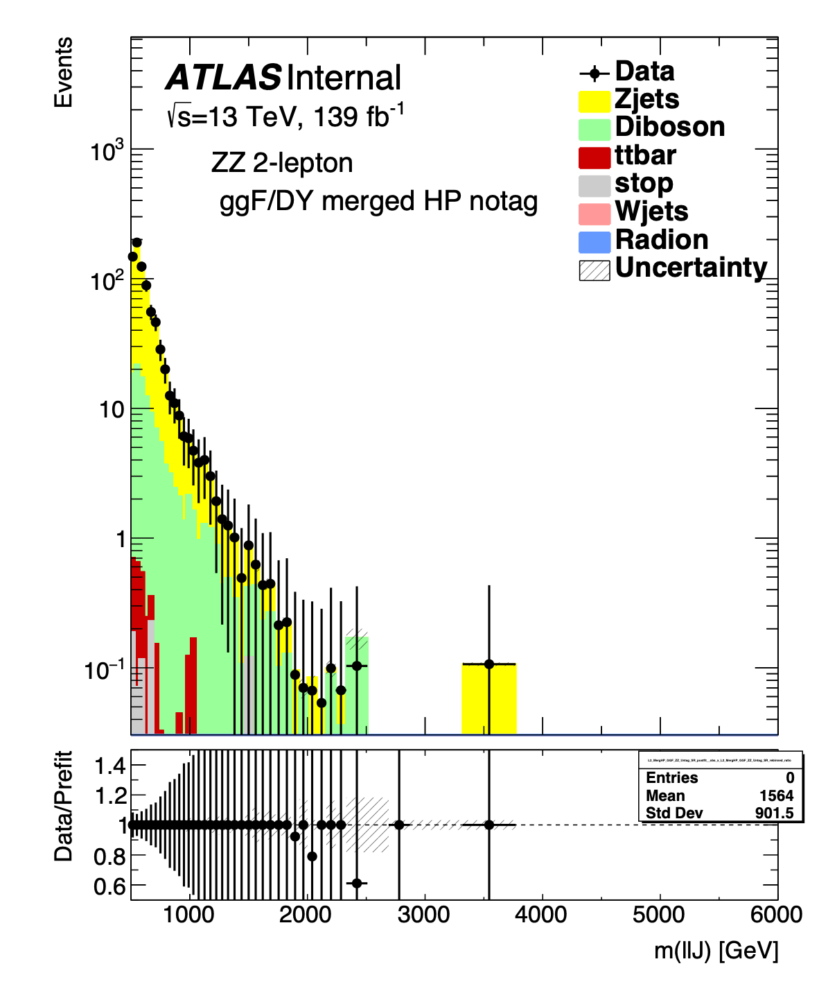 Events
ATLAS Internal
√s=13 TeV, 139 fb-1
ZZ 2-lepton
ggF/DY merged HP notag
Data
Zjets
Diboson
ttbar
stop
Wjets
Radion
Uncertainty
103
102
10
1
10−1
Data/Prefit
1.4
1.2
1
0.8
0.6
Entries 0
Mean 1564
Std Dev 901.5
1000 2000 3000 4000 5000 6000
m(llJ) [GeV]